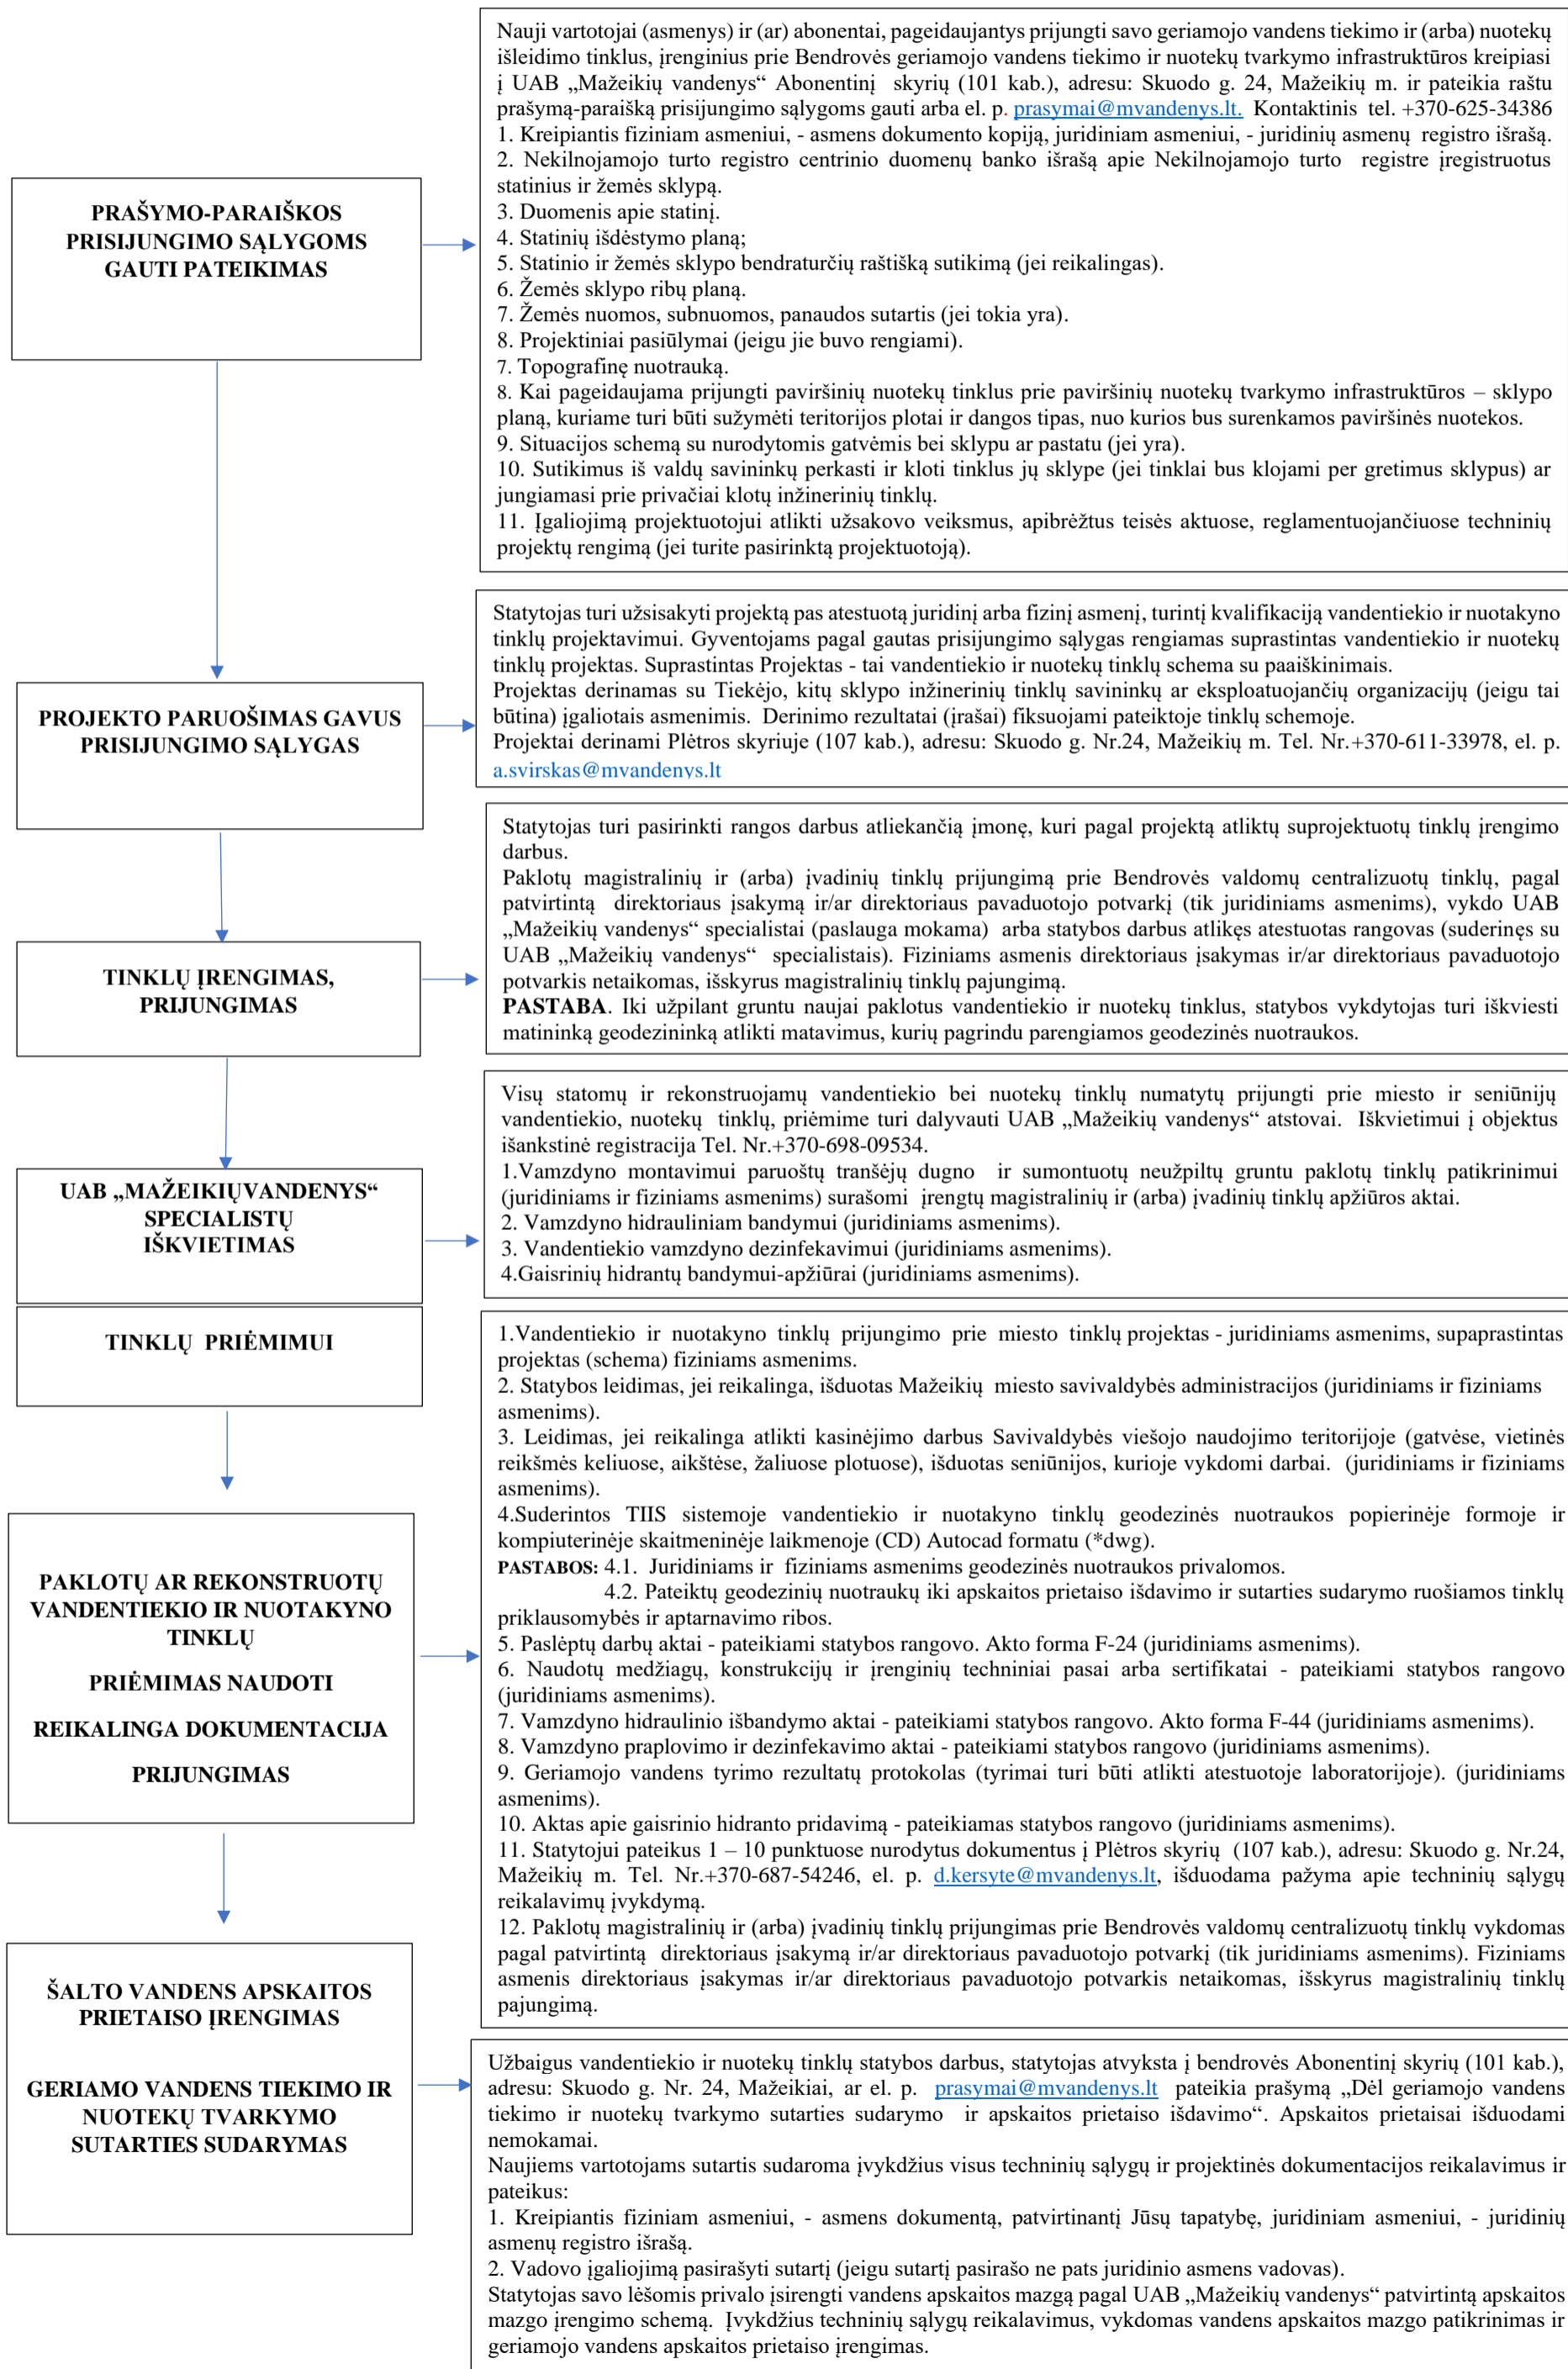 PRAŠYMO-PARAIŠKOS
PRISIJUNGIMO SĄLYGOMS
GAUTI PATEIKIMAS
Nauji vartotojai (asmenys) ir (ar) abonentai, pageidaujantys prijungti savo geriamojo vandens tiekimo ir (arba) nuotekų
išleidimo tinklus, įrenginius prie Bendrovės geriamojo vandens tiekimo ir nuotekų tvarkymo infrastruktūros kreipiasi
į UAB „Mažeikių vandenys“ Abonentinį skyrių (101 kab.), adresu: Skuodo g. 24, Mažeikių m. ir pateikia raštu
prašymą-paraišką prisijungimo sąlygoms gauti arba el. p. prasymai@mvandenys.lt. Kontaktinis tel. +370-625-34386
1. Kreipiantis fiziniam asmeniui, - asmens dokumento kopiją, juridiniam asmeniui, - juridinių asmenų registro išrašą.
2. Nekilnojamojo turto registro centrinio duomenų banko išrašą apie Nekilnojamojo turto registre įregistruotus
statinius ir žemės sklypą.
3. Duomenis apie statinį.
4. Statinių išdėstymo planą;
5. Statinio ir žemės sklypo bendraturčių raštišką sutikimą (jei reikalingas).
6. Žemės sklypo ribų planą.
7. Žemės nuomos, subnuomos, panaudos sutartis (jei tokia yra).
8. Projektiniai pasiūlymai (jeigu jie buvo rengiami).
7. Topografinę nuotrauką.
8. Kai pageidaujama prijungti paviršinių nuotekų tinklus prie paviršinių nuotekų tvarkymo infrastruktūros – sklypo
planą, kuriame turi būti sužymėti teritorijos plotai ir dangos tipas, nuo kurios bus surenkamos paviršinės nuotekos.
9. Situacijos schemą su nurodytomis gatvėmis bei sklypu ar pastatu (jei yra).
10. Sutikimus iš valdų savininkų perkasti ir kloti tinklus jų sklype (jei tinklai bus klojami per gretimus sklypus) ar
jungiamasi prie privačiai klotų inžinerinių tinklų.
11. Įgaliojimą projektuotojui atlikti užsakovo veiksmus, apibrėžtus teisės aktuose, reglamentuojančiuose techninių
projektų rengimą (jei turite pasirinktą projektuotoją).
PROJEKTO PARUOŠIMAS GAVUS
PRISIJUNGIMO SĄLYGAS
Statytojas turi užsisakyti projektą pas atestuotą juridinį arba fizinį asmenį, turintį kvalifikaciją vandentiekio ir nuotakyno
tinklų projektavimui. Gyventojams pagal gautas prisijungimo sąlygas rengiamas suprastintas vandentiekio ir nuotekų
tinklų projektas. Suprastintas Projektas - tai vandentiekio ir nuotekų tinklų schema su paaiškinimais.
Projektas derinamas su Tiekėjo, kitų sklypo inžinerinių tinklų savininkų ar eksploatuojančių organizacijų (jeigu tai
būtina) įgaliotais asmenimis. Derinimo rezultatai (įrašai) fiksuojami pateiktoje tinklų schemoje.
Projektai derinami Plėtros skyriuje (107 kab.), adresu: Skuodo g. Nr.24, Mažeikių m. Tel. Nr.+370-611-33978, el. p.
a.svirskas@mvandenys.lt
TINKLŲ ĮRENGIMAS,
PRIJUNGIMAS
Statytojas turi pasirinkti rangos darbus atliekančią įmonę, kuri pagal projektą atliktų suprojektuotų tinklų įrengimo
darbus.
Paklotų magistralinių ir (arba) įvadinių tinklų prijungimą prie Bendrovės valdomų centralizuotų tinklų, pagal
patvirtintą direktoriaus įsakymą ir/ar direktoriaus pavaduotojo potvarkį (tik juridiniams asmenims), vykdo UAB
„Mažeikių vandenys“ specialistai (paslauga mokama) arba statybos darbus atlikęs atestuotas rangovas (suderinęs su
UAB „Mažeikių vandenys“ specialistais). Fiziniams asmenis direktoriaus įsakymas ir/ar direktoriaus pavaduotojo
potvarkis netaikomas, išskyrus magistralinių tinklų pajungimą.
PASTABA. Iki užpilant gruntu naujai paklotus vandentiekio ir nuotekų tinklus, statybos vykdytojas turi iškviesti
matininką geodezininką atlikti matavimus, kurių pagrindu parengiamos geodezinės nuotraukos.
UAB „MAŽEIKIŲVANDENYS“
SPECIALISTŲ
IŠKVIETIMAS
TINKLŲ PRIĖMIMUI
Visų statomų ir rekonstruojamų vandentiekio bei nuotekų tinklų numatytų prijungti prie miesto ir seniūnijų
vandentiekio, nuotekų tinklų, priėmime turi dalyvauti UAB „Mažeikių vandenys“ atstovai. Iškvietimui į objektus
išankstinė registracija Tel. Nr.+370-698-09534.
1.Vamzdyno montavimui paruoštų tranšėjų dugno ir sumontuotų neužpiltų gruntu paklotų tinklų patikrinimui
(juridiniams ir fiziniams asmenims) surašomi įrengtų magistralinių ir (arba) įvadinių tinklų apžiūros aktai.
2. Vamzdyno hidrauliniam bandymui (juridiniams asmenims).
3. Vandentiekio vamzdyno dezinfekavimui (juridiniams asmenims).
4.Gaisrinių hidrantų bandymui-apžiūrai (juridiniams asmenims).
PAKLOTŲ AR REKONSTRUOTŲ
VANDENTIEKIO IR NUOTAKYNO
TINKLŲ
PRIĖMIMAS NAUDOTI
REIKALINGA DOKUMENTACIJA
PRIJUNGIMAS
1.Vandentiekio ir nuotakyno tinklų prijungimo prie miesto tinklų projektas - juridiniams asmenims, supaprastintas
projektas (schema) fiziniams asmenims.
2. Statybos leidimas, jei reikalinga, išduotas Mažeikių miesto savivaldybės administracijos (juridiniams ir fiziniams
asmenims).
3. Leidimas, jei reikalinga atlikti kasinėjimo darbus Savivaldybės viešojo naudojimo teritorijoje (gatvėse, vietinės
reikšmės keliuose, aikštėse, žaliuose plotuose), išduotas seniūnijos, kurioje vykdomi darbai. (juridiniams ir fiziniams
asmenims).
4.Suderintos TIIS sistemoje vandentiekio ir nuotakyno tinklų geodezinės nuotraukos popierinėje formoje ir
kompiuterinėje skaitmeninėje laikmenoje (CD) Autocad formatu (*dwg).
PASTABOS: 4.1. Juridiniams ir fiziniams asmenims geodezinės nuotraukos privalomos.
4.2. Pateiktų geodezinių nuotraukų iki apskaitos prietaiso išdavimo ir sutarties sudarymo ruošiamos tinklų
priklausomybės ir aptarnavimo ribos.
5. Paslėptų darbų aktai - pateikiami statybos rangovo. Akto forma F-24 (juridiniams asmenims).
6. Naudotų medžiagų, konstrukcijų ir įrenginių techniniai pasai arba sertifikatai - pateikiami statybos rangovo
(juridiniams asmenims).
7. Vamzdyno hidraulinio išbandymo aktai - pateikiami statybos rangovo. Akto forma F-44 (juridiniams asmenims).
8. Vamzdyno praplovimo ir dezinfekavimo aktai - pateikiami statybos rangovo (juridiniams asmenims).
9. Geriamojo vandens tyrimo rezultatų protokolas (tyrimai turi būti atlikti atestuotoje laboratorijoje). (juridiniams
asmenims).
10. Aktas apie gaisrinio hidranto pridavimą - pateikiamas statybos rangovo (juridiniams asmenims).
11. Statytojui pateikus 1 – 10 punktuose nurodytus dokumentus į Plėtros skyrių (107 kab.), adresu: Skuodo g. Nr.24,
Mažeikių m. Tel. Nr.+370-687-54246, el. p. d.kersyte@mvandenys.lt, išduodama pažyma apie techninių sąlygų
reikalavimų įvykdymą.
12. Paklotų magistralinių ir (arba) įvadinių tinklų prijungimas prie Bendrovės valdomų centralizuotų tinklų vykdomas
pagal patvirtintą direktoriaus įsakymą ir/ar direktoriaus pavaduotojo potvarkį (tik juridiniams asmenims). Fiziniams
asmenis direktoriaus įsakymas ir/ar direktoriaus pavaduotojo potvarkis netaikomas, išskyrus magistralinių tinklų
pajungimą.
ŠALTO VANDENS APSKAITOS
PRIETAISO ĮRENGIMAS
GERIAMO VANDENS TIEKIMO IR
NUOTEKŲ TVARKYMO
SUTARTIES SUDARYMAS
Užbaigus vandentiekio ir nuotekų tinklų statybos darbus, statytojas atvyksta į bendrovės Abonentinį skyrių (101 kab.),
adresu: Skuodo g. Nr. 24, Mažeikiai, ar el. p. prasymai@mvandenys.lt pateikia prašymą „Dėl geriamojo vandens
tiekimo ir nuotekų tvarkymo sutarties sudarymo ir apskaitos prietaiso išdavimo“. Apskaitos prietaisai išduodami
nemokamai.
Naujiems vartotojams sutartis sudaroma įvykdžius visus techninių sąlygų ir projektinės dokumentacijos reikalavimus ir
pateikus:
1. Kreipiantis fiziniam asmeniui, - asmens dokumentą, patvirtinantį Jūsų tapatybę, juridiniam asmeniui, - juridinių
asmenų registro išrašą.
2. Vadovo įgaliojimą pasirašyti sutartį (jeigu sutartį pasirašo ne pats juridinio asmens vadovas).
Statytojas savo lėšomis privalo įsirengti vandens apskaitos mazgą pagal UAB „Mažeikių vandenys“ patvirtintą apskaitos
mazgo įrengimo schemą. Įvykdžius techninių sąlygų reikalavimus, vykdomas vandens apskaitos mazgo patikrinimas ir
geriamojo vandens apskaitos prietaiso įrengimas.